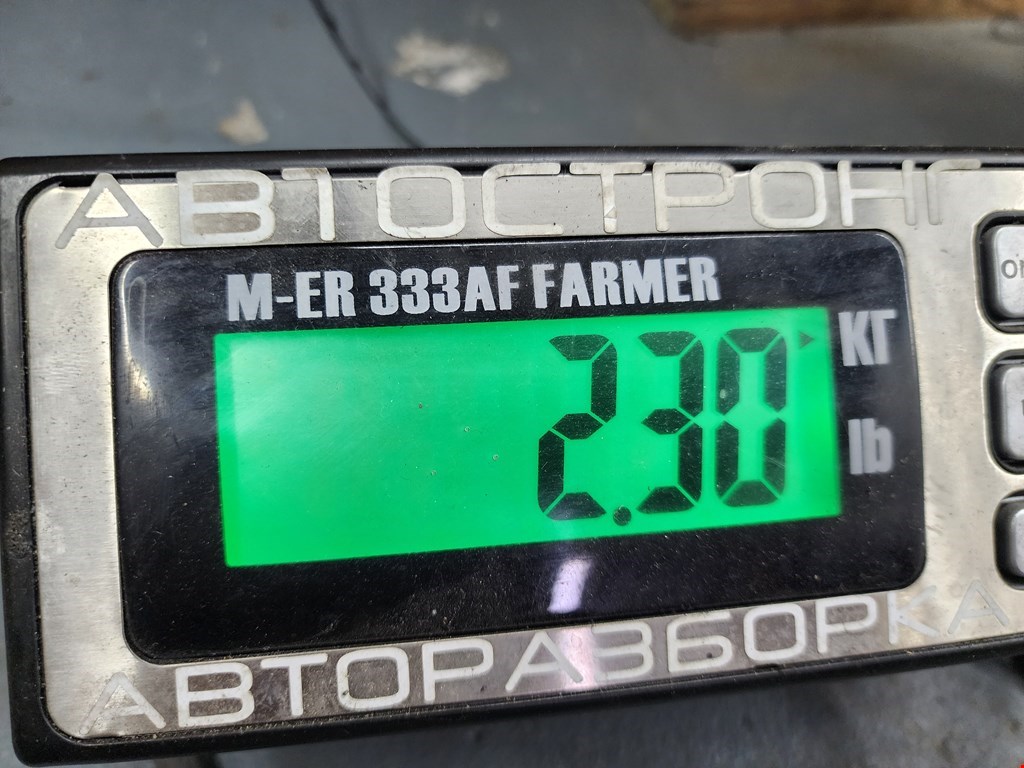 АВТОСТРОНГ
M-ER 333AF FARMER
2.30
КГ
lb
АВТОРАЗБОРКА